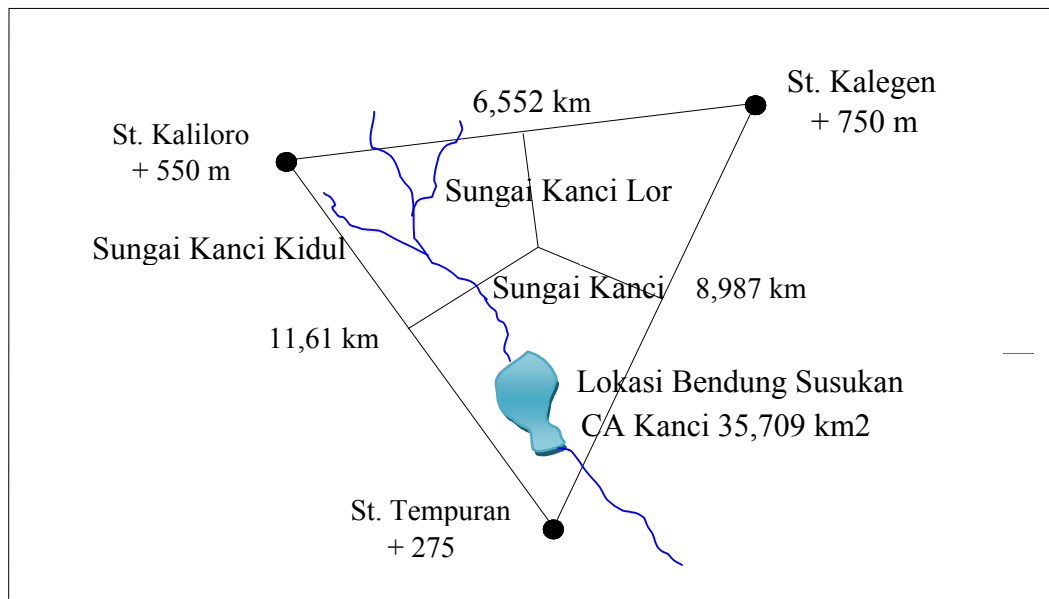 St. Kalegen
+ 750 m
6,552 km
St. Kaliloro
+ 550 m
Sungai Kanci Lor
Sungai Kanci Kidul
Sungai Kanci
8,987 km
11,61 km
Lokasi Bendung Susukan
CA Kanci 35,709 km2
St. Tempuran
+ 275